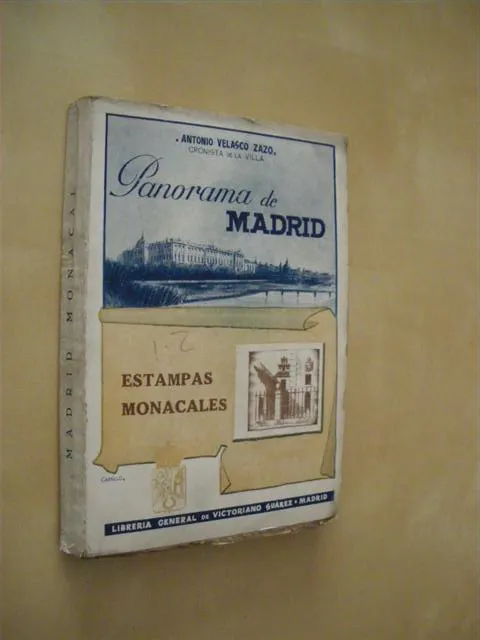 . ANTONIO VELASCO ZAZO.
CRONISTA DE LA VILLA
Panorama de
MADRID
ESTAMPAS
MONACALES
LIBRERIA GENERAL DE VICTORIANO SUÁREZ • MADRID
MADRID MONACAL